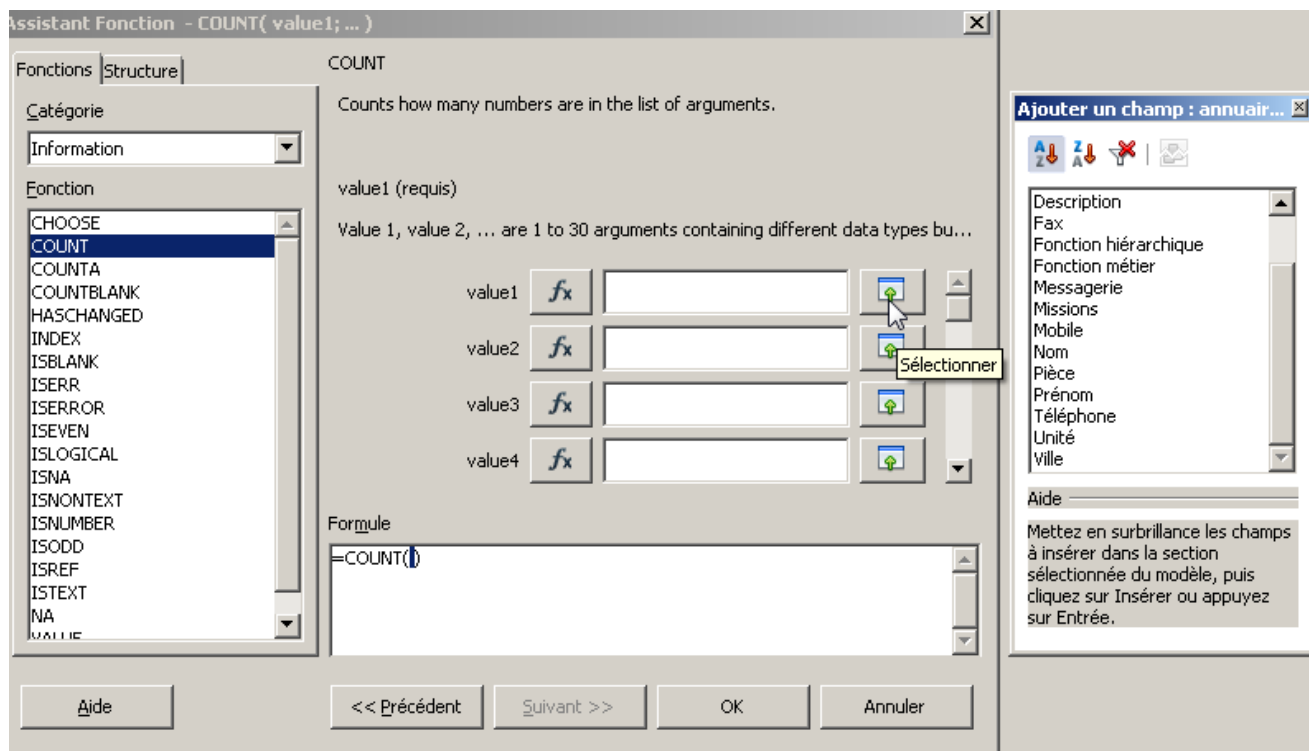 Assistant Fonction - COUNT( value1; ... )
Fonctions
Structure
Catégorie
Information
Fonction
CHOOSE
COUNT
COUNTA
COUNTBLANK
HASCHANGED
INDEX
ISBLANK
ISERR
ISERROR
ISEVEN
ISLOGICAL
ISNA
ISNONTEXT
ISNUMBER
ISODD
ISREF
ISTEXT
NA
VALUE
COUNT
Counts how many numbers are in the list of arguments.
value1 (requis)
Value 1, value 2, ... are 1 to 30 arguments containing different data types bu...
value1 fx
value2 fx
Sélectionner
value3 fx
value4 fx
Formule
=COUNT()
Aide
<< Précédent
Suivant >>
OK
Annuler
Ajouter un champ : annuair...
Description
Fax
Fonction hiérarchique
Fonction métier
Messagerie
Missions
Mobile
Nom
Pièce
Prénom
Téléphone
Unité
Ville
Aide
Mettez en surbrillance les champs
à insérer dans la section
sélectionnée du modèle, puis
cliquez sur Insérer ou appuyez
sur Entrée.